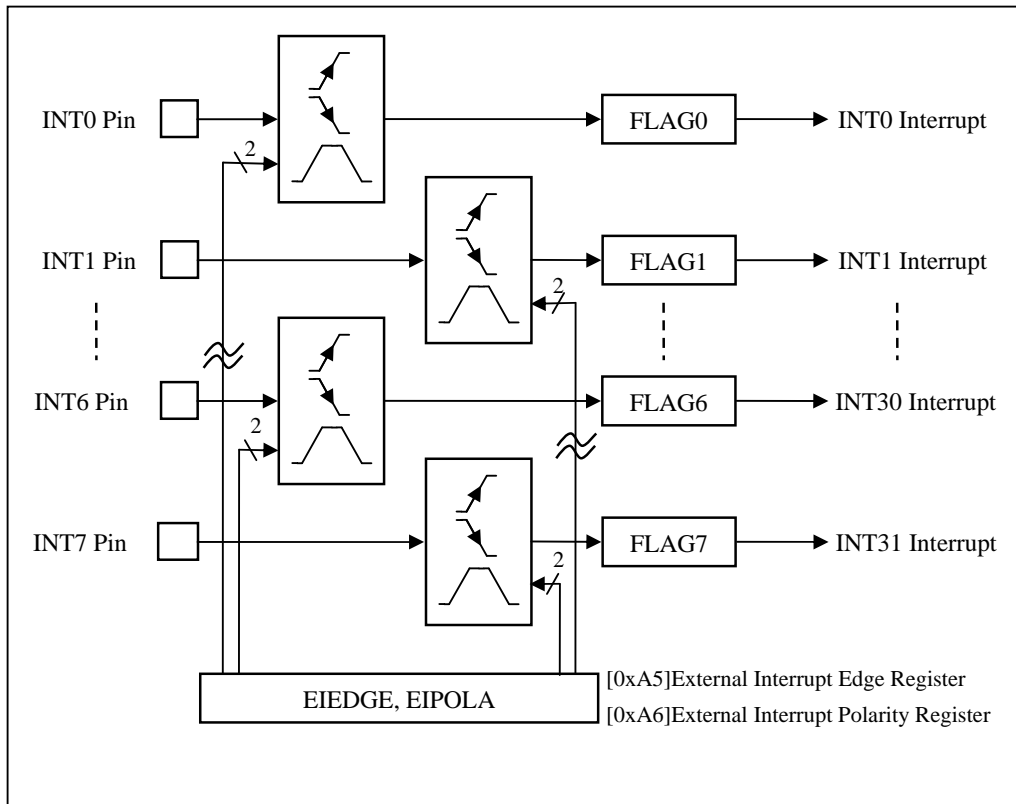 INT0 Pin
2
FLAG0
INT0 Interrupt
INT1 Pin
2
FLAG1
INT1 Interrupt
INT6 Pin
2
FLAG6
INT30 Interrupt
INT7 Pin
2
FLAG7
INT31 Interrupt
EIEDGE, EIPOLA
[0xA5]External Interrupt Edge Register
[0xA6]External Interrupt Polarity Register